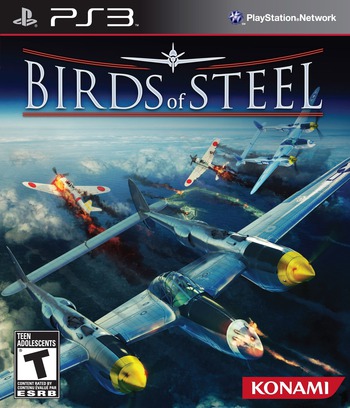 PS3
PlayStation®Network
BIRDS of STEEL
TEEN
ADOLESCENTS
T
CONTENT RATED BY
CONTENU ÉVALUÉ PAR
ESRB
KONAMI